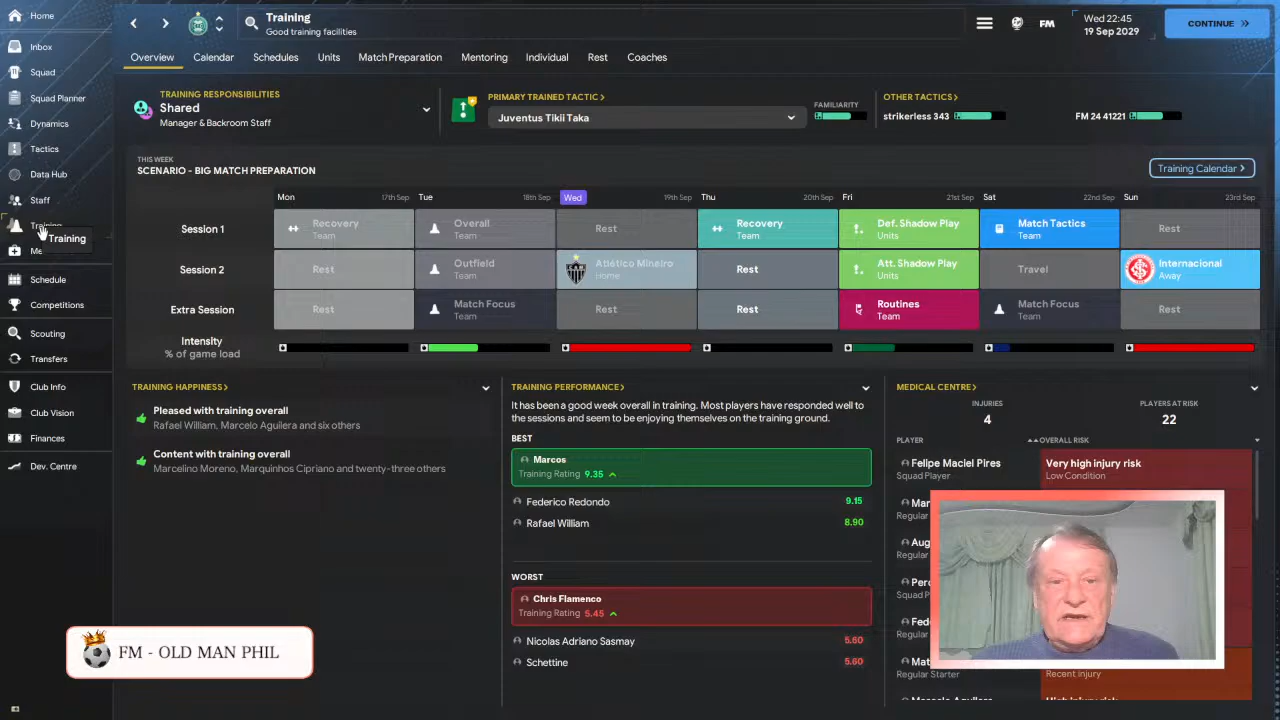 Home
Inbox
Squad
Squad Planner
Dynamics
Tactics
Data Hub
Staff
Training
Training
Schedule
Competitions
Scouting
Transfers
Club Info
Club Vision
Finances
Dev. Centre
Training
Good training facilities
FM
Wed 22:45
19 Sep 2029
CONTINUE
Overview
Calendar
Schedules
Units
Match Preparation
Mentoring
Individual
Rest
Coaches
TRAINING RESPONSIBILITIES
Shared
Manager & Backroom Staff
PRIMARY TRAINED TACTIC >
Juventus Tikii Taka
FAMILIARITY
OTHER TACTICS >
strikerless 343
FM 24 41221
THIS WEEK
SCENARIO - BIG MATCH PREPARATION
Training Calendar >
Mon 17th Sep
Tue 18th Sep
Wed 19th Sep
Thu 20th Sep
Fri 21st Sep
Sat 22nd Sep
Sun 23rd Sep
Session 1
Recovery
Team
Overall
Team
Rest
Recovery
Team
Def. Shadow Play
Units
Match Tactics
Team
Rest
Session 2
Rest
Outfield
Team
Atlético Mineiro
Home
Rest
Att. Shadow Play
Units
Travel
Internacional
Away
Extra Session
Rest
Match Focus
Team
Rest
Rest
Routines
Team
Match Focus
Team
Rest
Intensity
% of game load
TRAINING HAPPINESS >
Pleased with training overall
Rafael William, Marcelo Aguilera and six others
Content with training overall
Marcelino Moreno, Marquinhos Cipriano and twenty-three others
TRAINING PERFORMANCE >
It has been a good week overall in training. Most players have responded well to
the sessions and seem to be enjoying themselves on the training ground.
BEST
Marcos
Training Rating 9.35
Federico Redondo 9.15
Rafael William 8.90
WORST
Chris Flamenco
Training Rating 5.45
Nicolas Adriano Sasmay 5.60
Schettine 5.60
MEDICAL CENTRE >
INJURIES
4
PLAYERS AT RISK
22
PLAYER
OVERALL RISK
Felipe Maciel Pires
Squad Player
Very high injury risk
Low Condition
Regular
Regular
Squad
Regular
Regular Starter
Recent injury
FM - OLD MAN PHIL